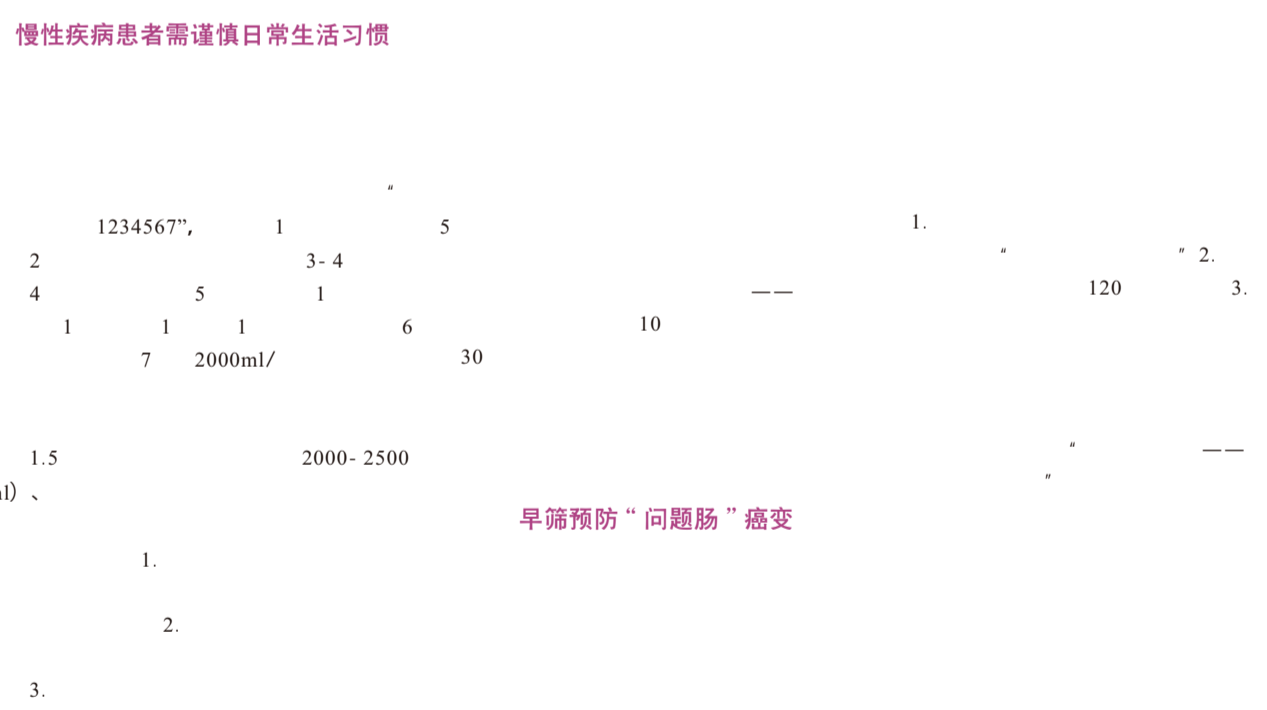 慢性疾病患者需谨慎日常生活习惯
“
1234567”， 1 5
2 3- 4
4 5 1
1 1 1 6
7 2000ml/
1.5 2000- 2500
l）、
1.
2.
3.
——
10
30
早筛预防“问题肠”癌变
1.
“ ” 2.
120 3.
“ ——
”